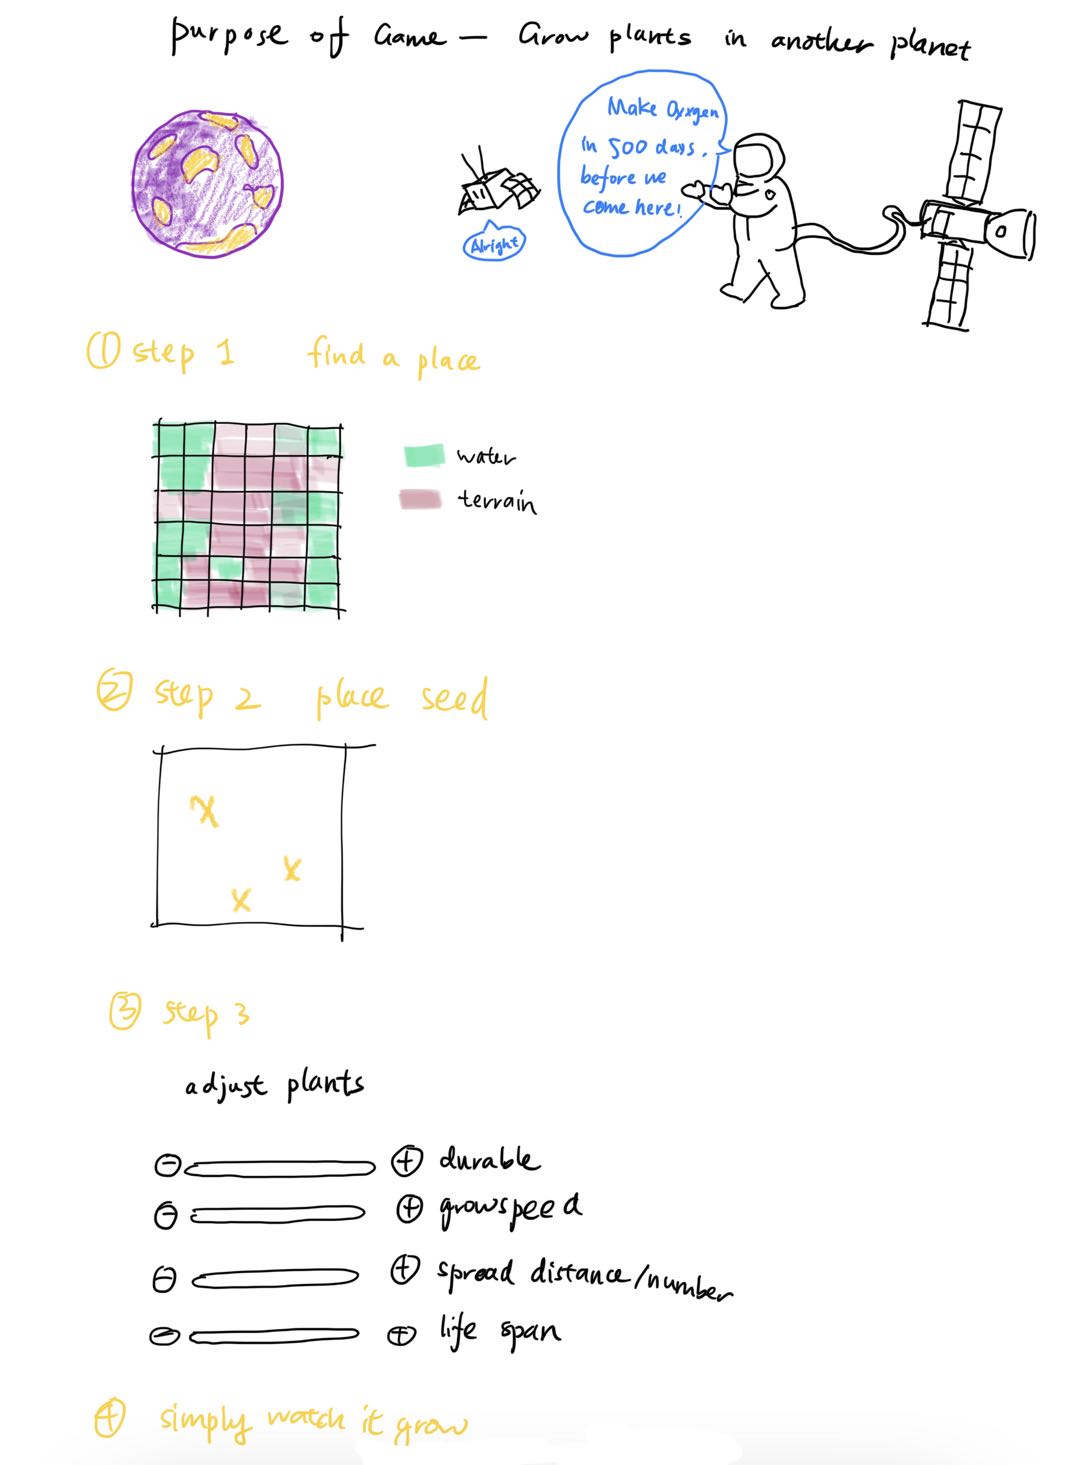 purpose of Game — Grow plants in another planet
Make Oxygen
in 500 days.
before we
come here!
Alright
① step 1 find a place
water
terrain
② step 2 place seed
x
x
x
③ step 3
adjust plants
- + durable
- + growspeed
- + spread distance/number
- + life span
④ simply watch it grow